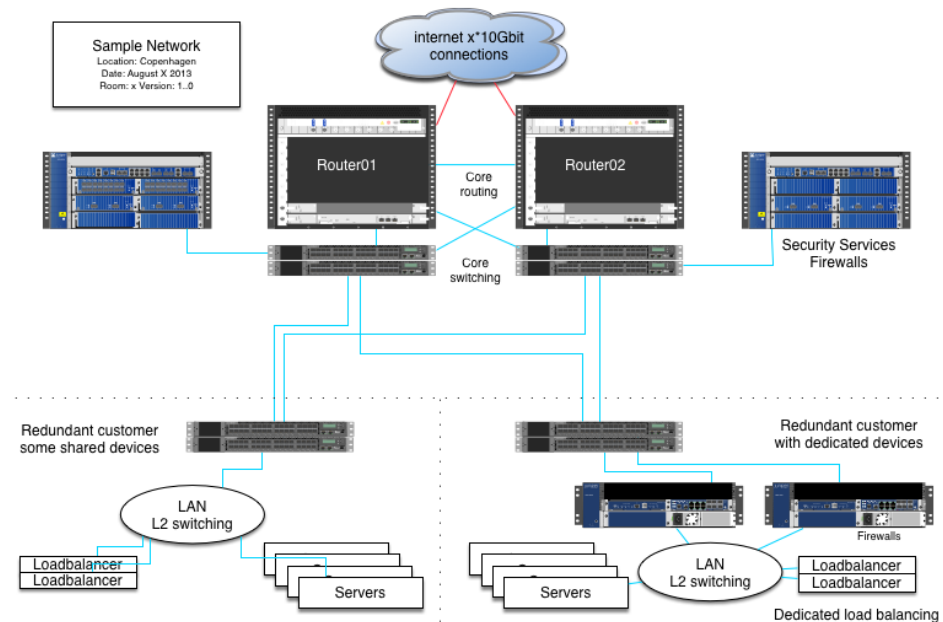 Sample Network
Location: Copenhagen
Date: August X 2013
Room: x Version: 1..0
internet x*10Gbit
connections
Router01
Router02
Core
routing
Core
switching
Security Services
Firewalls
Redundant customer
some shared devices
LAN
L2 switching
Loadbalancer
Loadbalancer
Servers
Redundant customer
with dedicated devices
Firewalls
LAN
L2 switching
Servers
Loadbalancer
Loadbalancer
Dedicated load balancing